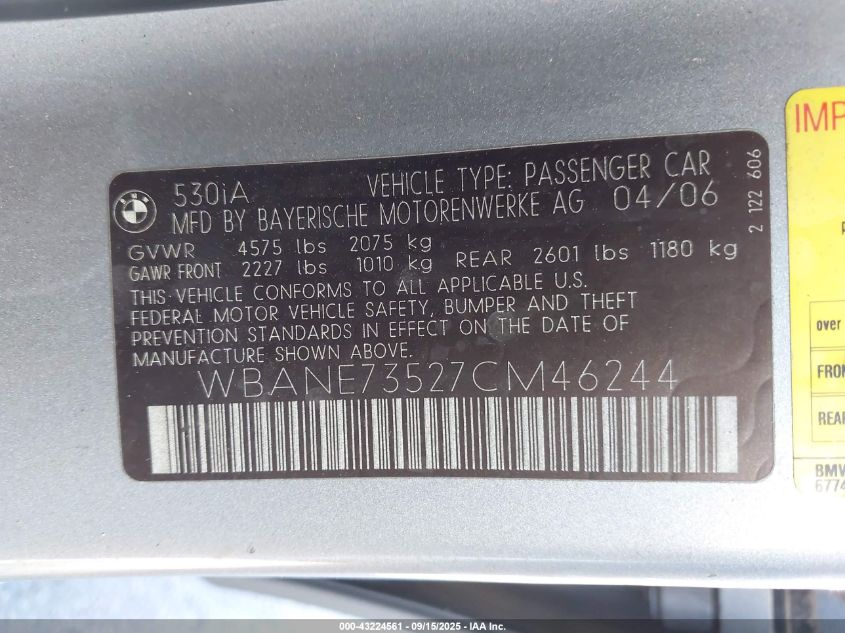 530iA VEHICLE TYPE: PASSENGER CAR
MFD BY BAYERISCHE MOTORENWERKE AG 04/06
GVWR 4575 lbs 2075 kg
GAWR FRONT 2227 lbs 1010 kg REAR 2601 lbs 1180 kg
THIS VEHICLE CONFORMS TO ALL APPLICABLE U.S.
FEDERAL MOTOR VEHICLE SAFETY, BUMPER AND THEFT
PREVENTION STANDARDS IN EFFECT ON THE DATE OF
MANUFACTURE SHOWN ABOVE.
WBANE73527CM46244
2 122 606
IMP
over
FRON
REAR
BMW
6774
000-43224561 - 09/15/2025 - IAA Inc.